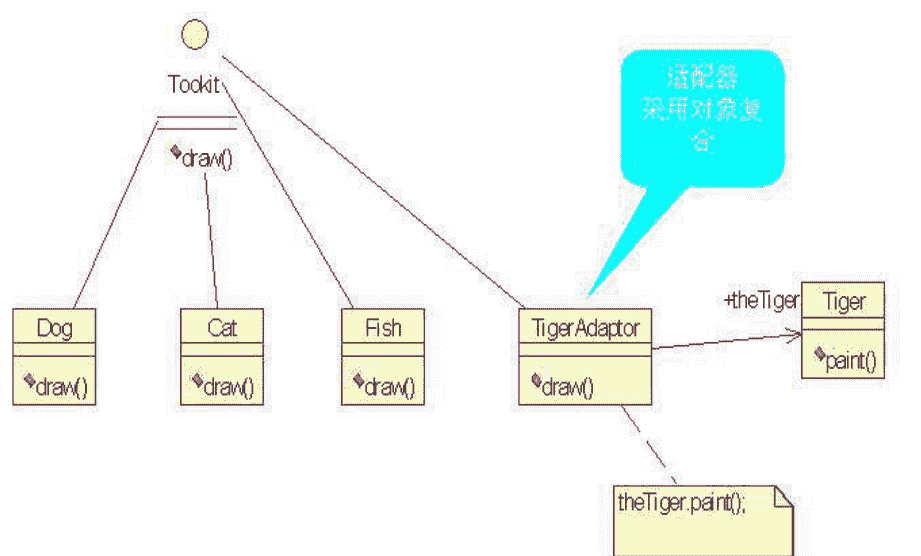 Tookit
draw()
适配器
采用对象复
合
Dog
draw()
Cat
draw()
Fish
draw()
TigerAdaptor
draw()
+theTiger
Tiger
paint()
theTiger.paint();